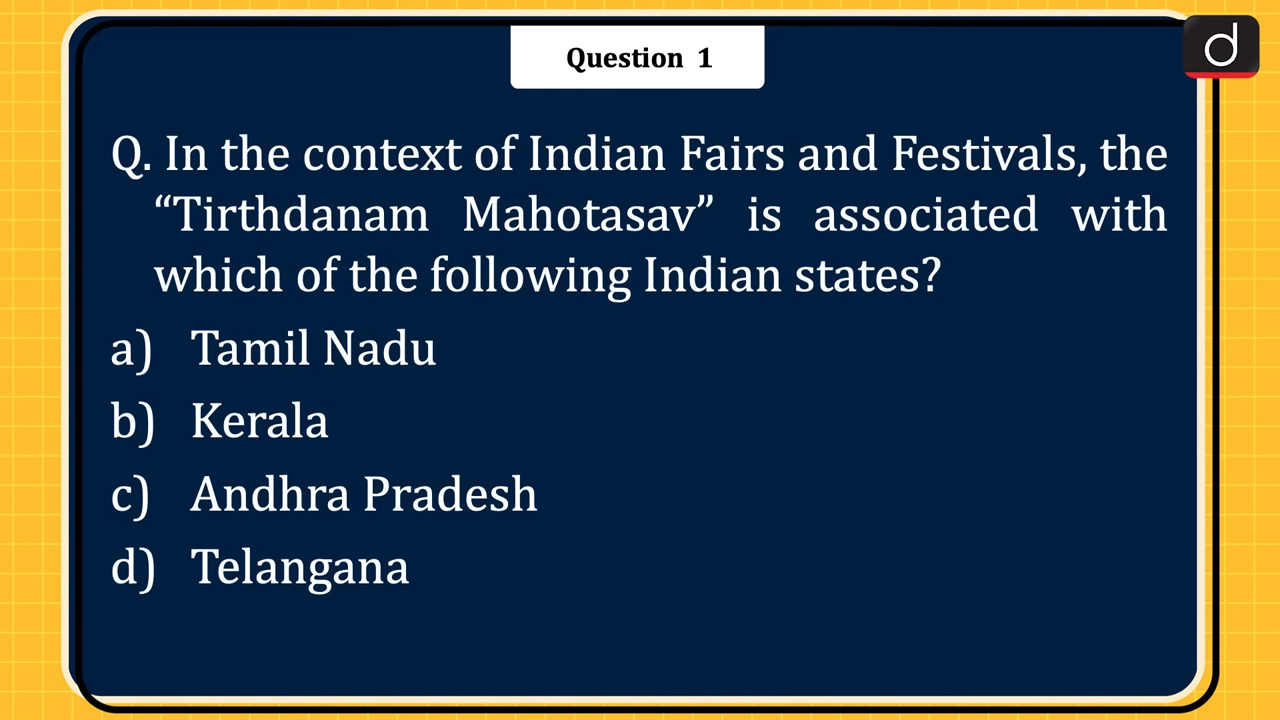 Question 1
d
Q. In the context of Indian Fairs and Festivals, the
“Tirthdanam Mahotasav” is associated with
which of the following Indian states?
a) Tamil Nadu
b) Kerala
c) Andhra Pradesh
d) Telangana